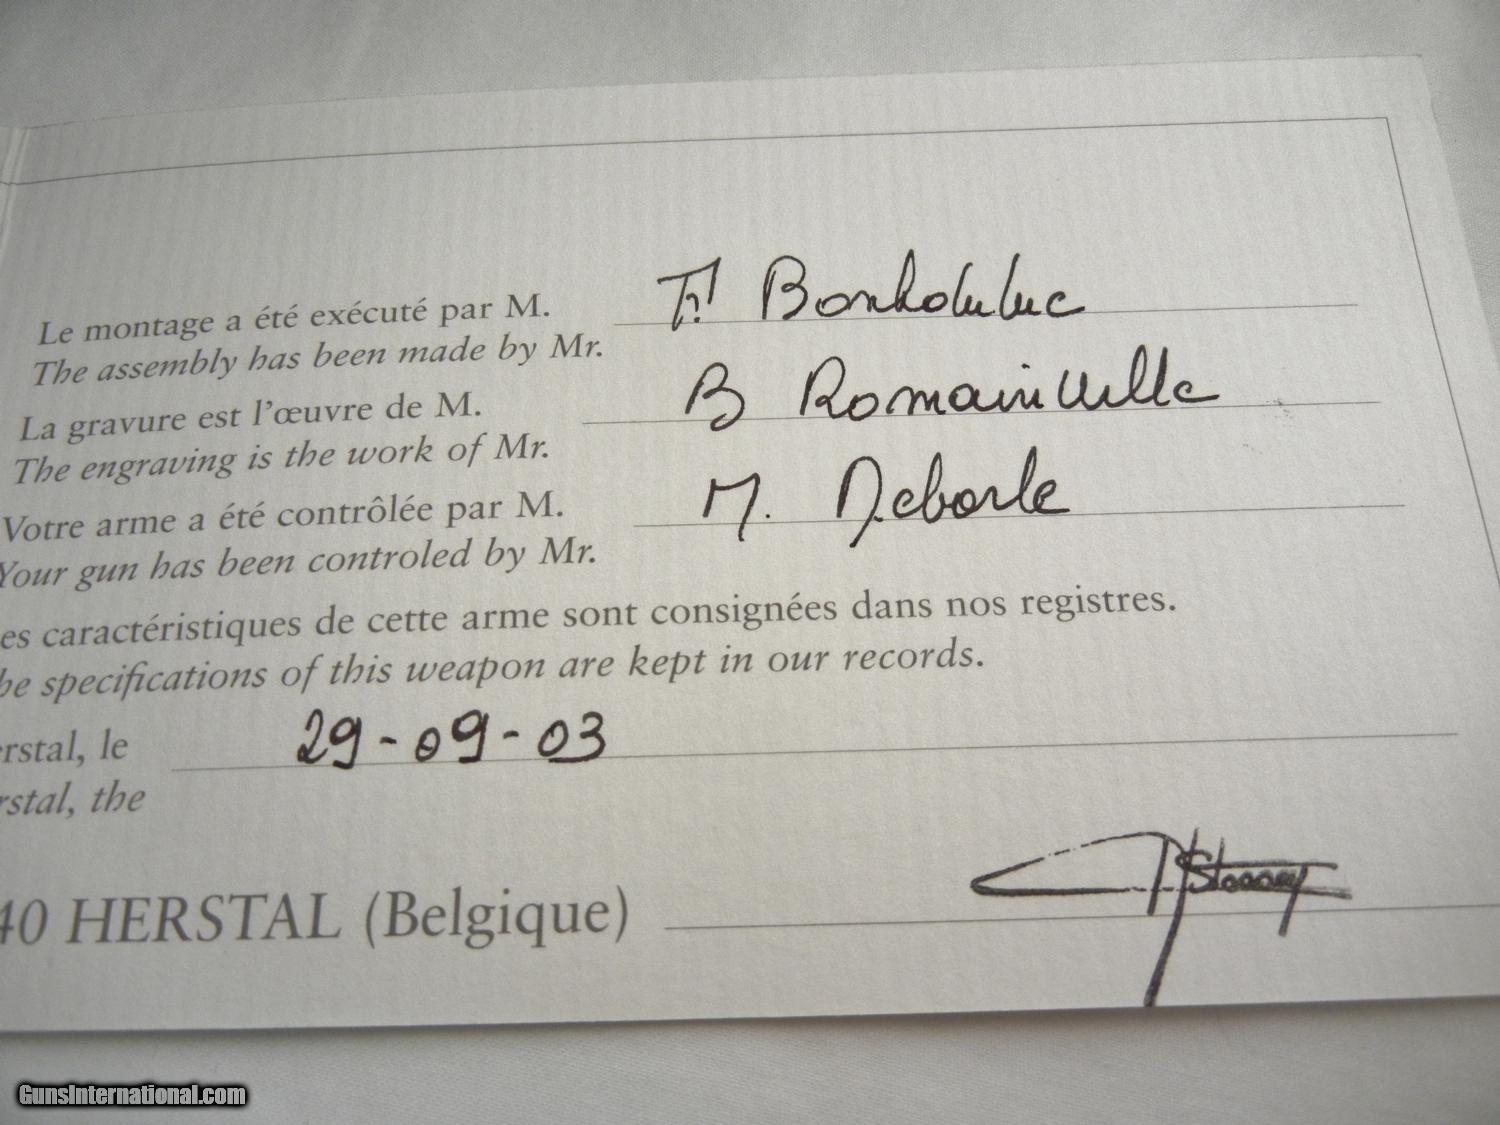 Le montage a été exécuté par M. F.
The assembly has been made by Mr.
La gravure est l'œuvre de M. B Romainville
The engraving is the work of Mr.
Votre arme a été contrôlée par M. M. Deborle
Your gun has been controled by Mr.
es caractéristiques de cette arme sont consignées dans nos registres.
he specifications of this weapon are kept in our records.
erstal, le 29-09-03
rstal, the
40 HERSTAL (Belgique)
GunsInternational.com